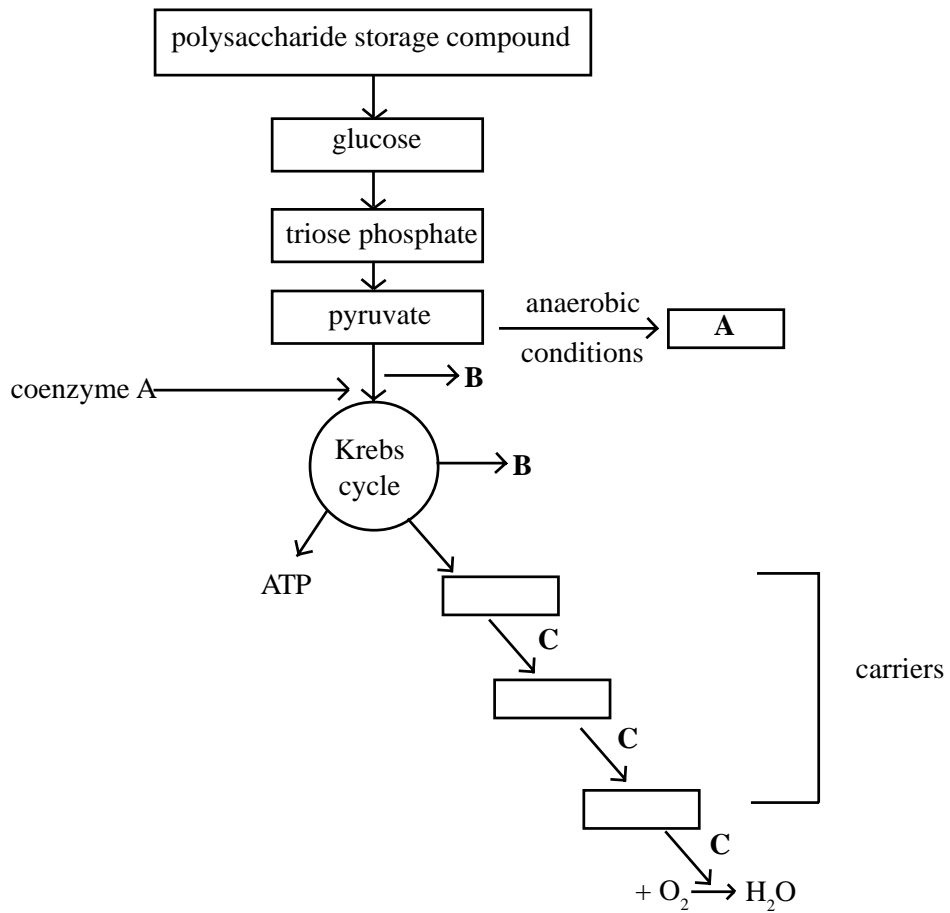 polysaccharide storage compound
glucose
triose phosphate
pyruvate
anaerobic
conditions
A
coenzyme A
B
Krebs
cycle
B
ATP
C
carriers
C
C
+ O₂ → H₂O